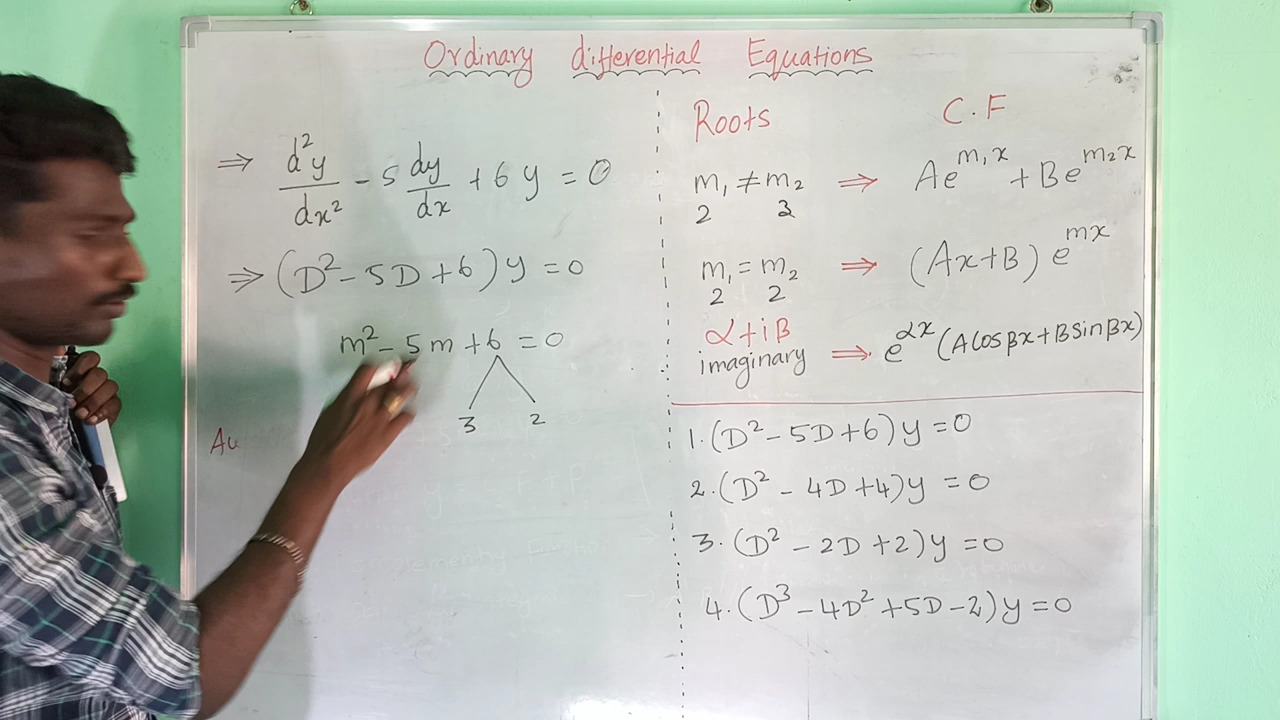 Ordinary differential Equations
⇒ d²y/dx² - 5 dy/dx + 6y = 0
⇒ (D² - 5D + 6) y = 0
m² - 5m + 6 = 0
3 2
Au
Roots C.F
m₁ ≠ m₂ ⇒ Ae^{m₁x} + Be^{m₂x}
2 3
m₁ = m₂ ⇒ (Ax+B) e^{mx}
2 2
α+iβ
imaginary ⇒ e^{αx} (A cos βx + B sin βx)
1. (D² - 5D + 6) y = 0
2. (D² - 4D + 4) y = 0
3. (D² - 2D + 2) y = 0
4. (D³ - 4D² + 5D - 2) y = 0